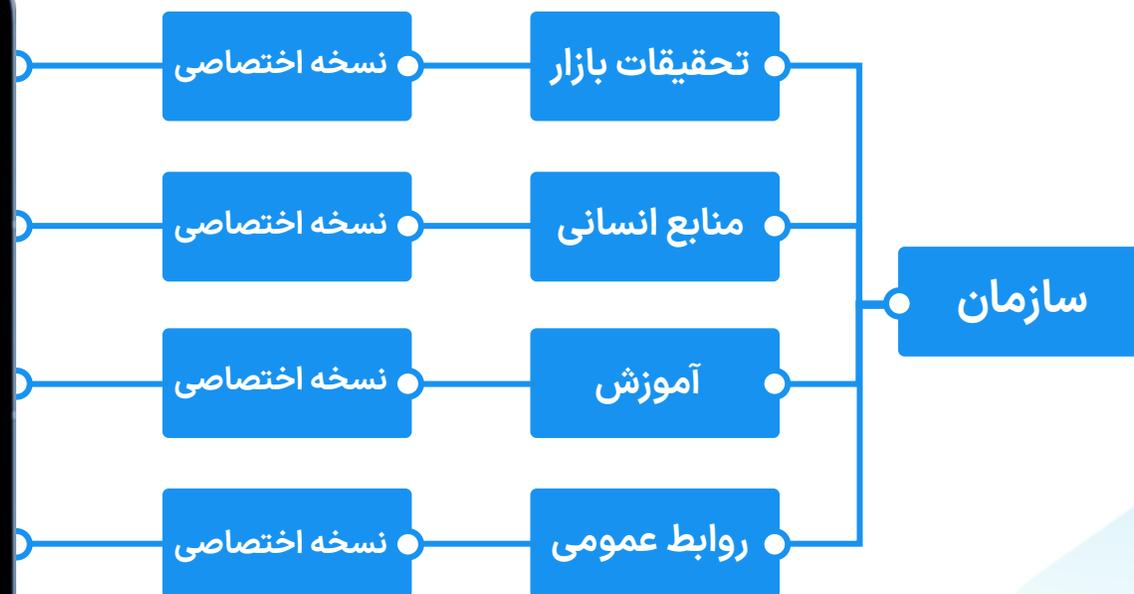 سازمان
تحقیقات بازار
نسخه اختصاصی
منابع انسانی
نسخه اختصاصی
آموزش
نسخه اختصاصی
روابط عمومی
نسخه اختصاصی